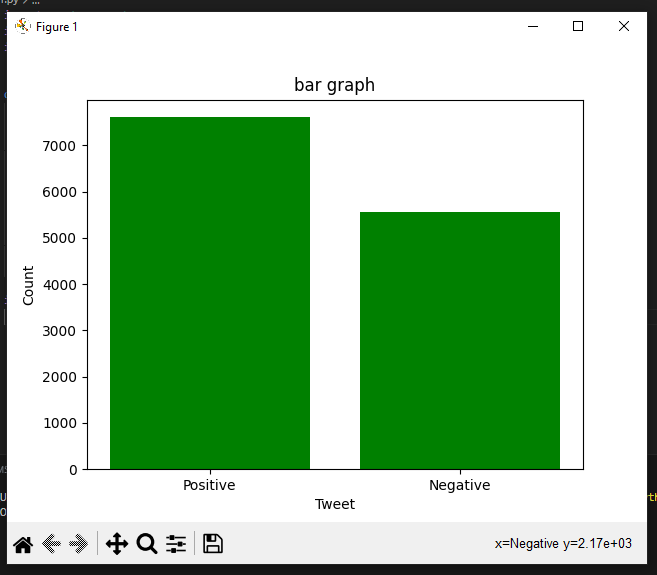 Figure 1
bar graph
7000
6000
5000
4000
3000
2000
1000
0
Count
Positive Negative
Tweet
x=Negative y=2.17e+03